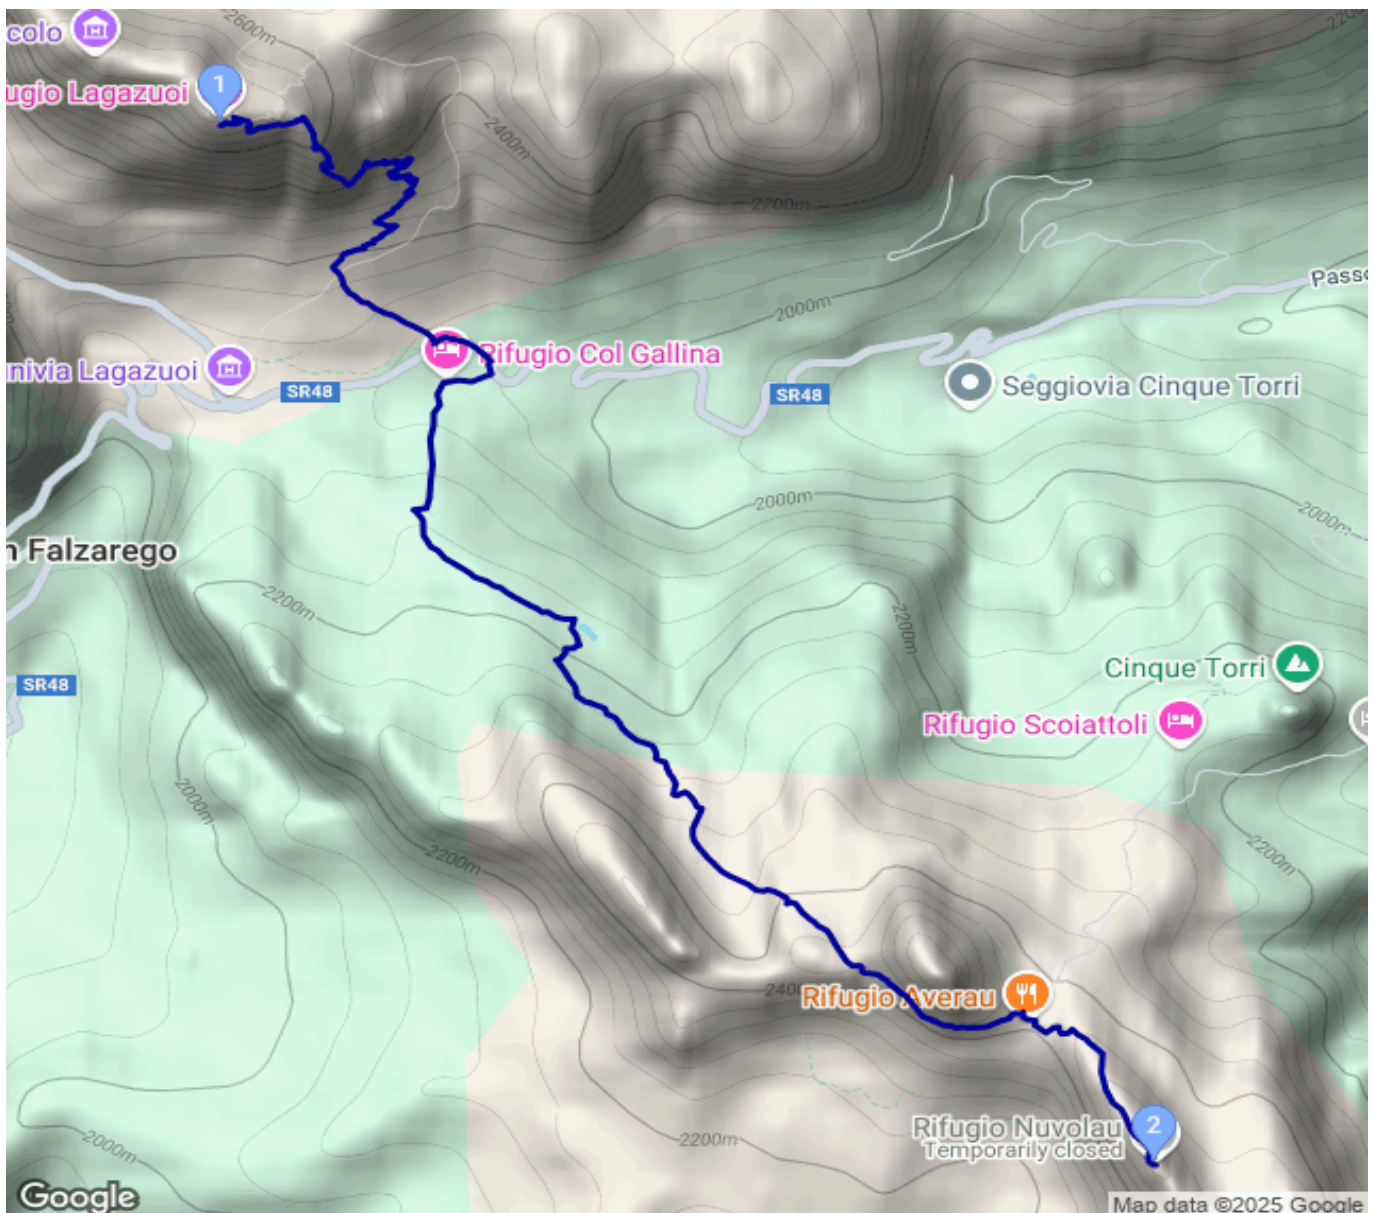 2600m
2200
colo
1
ugio Lagazuoi
2400m
2200m
Passo
2000m
Rifugio Col Gallina
nivia Lagazuoi
SR48
SR48
Seggiovia Cinque Torri
2000m
2000m
n Falzarego
2200m
2200m
Cinque Torri
SR48
Rifugio Scoiattoli
2000m
2200m
2200m
2400
Rifugio Averau
2
Rifugio Nuvolau
Temporarily closed
2200m
2000m
Google
Map data ©2025 Google